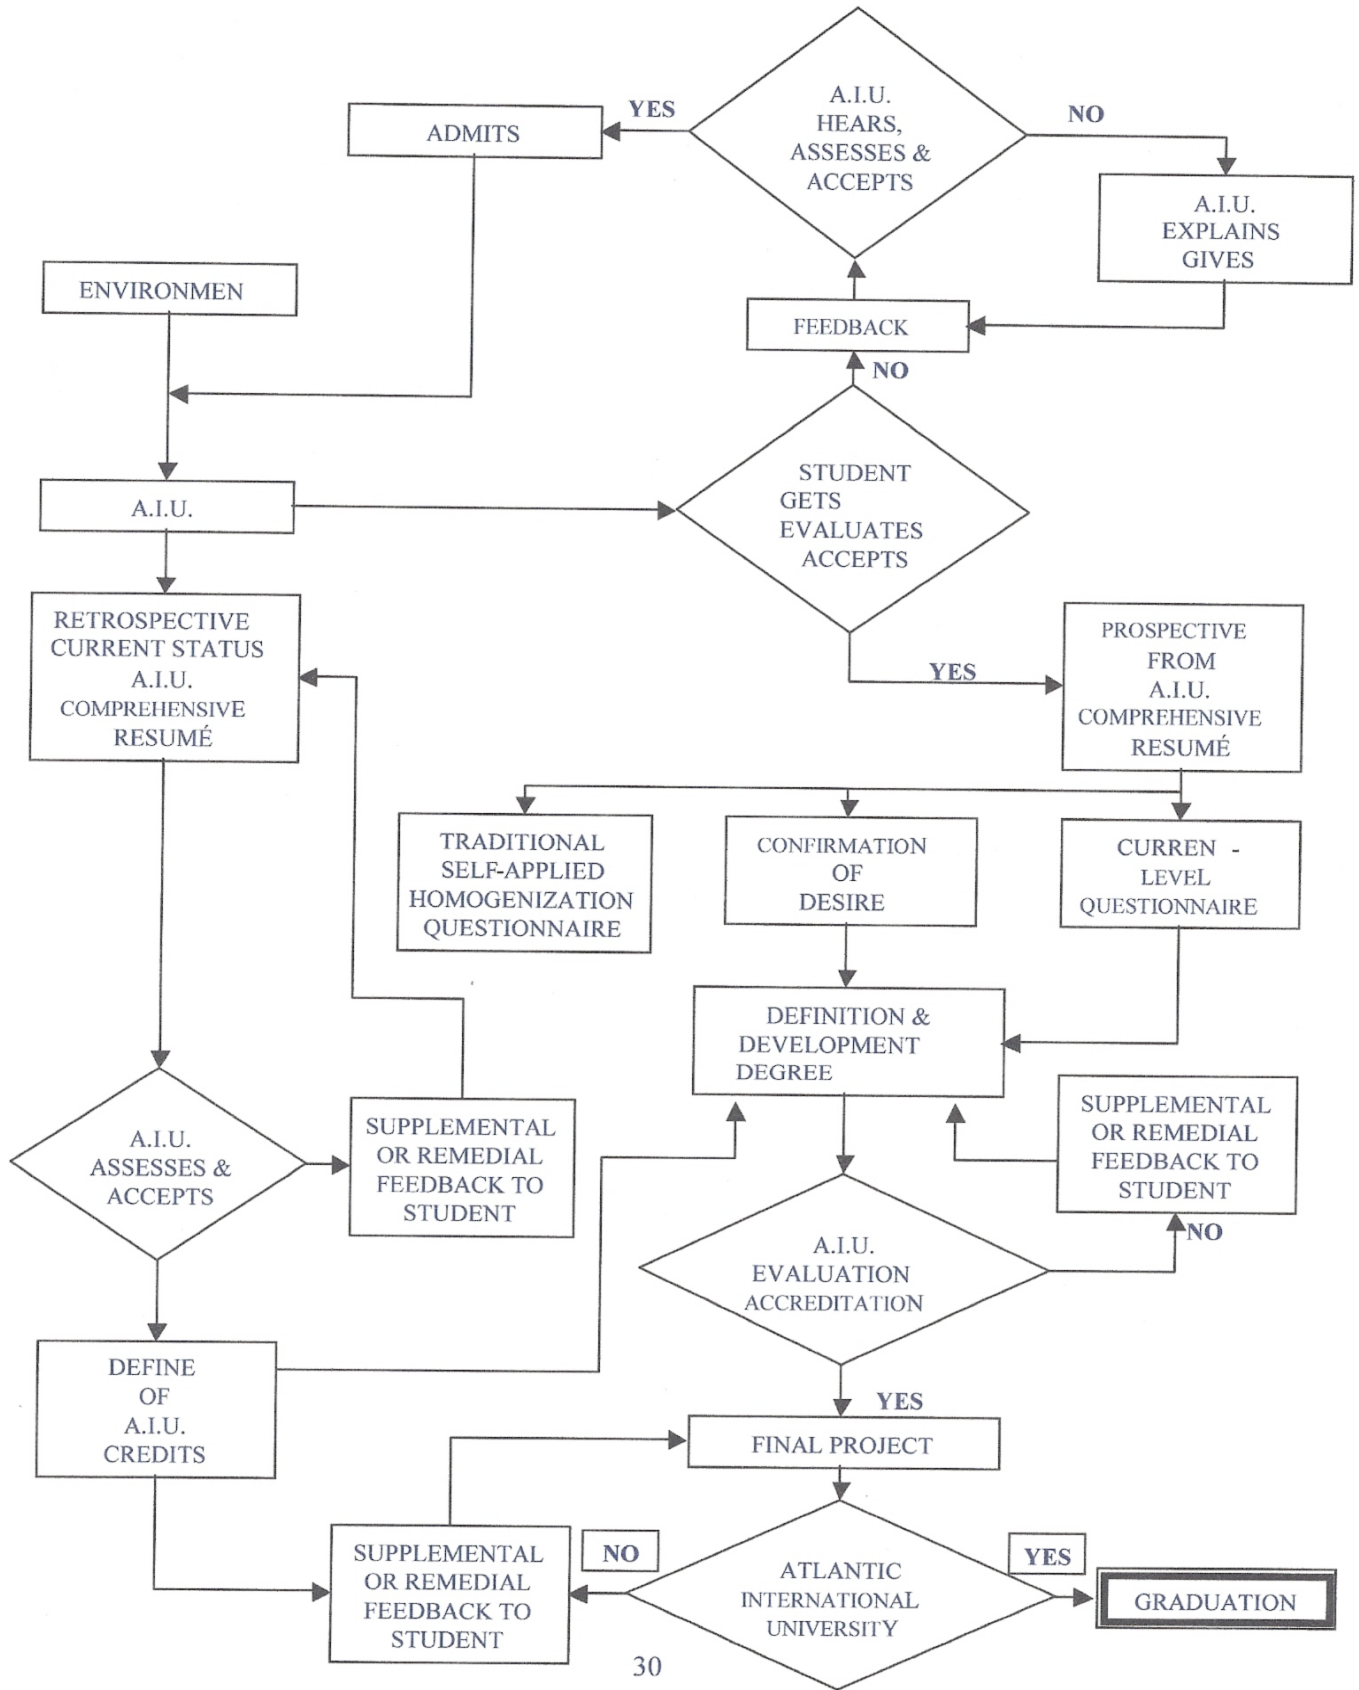 A.I.U.
HEARS,
ASSESSES &
ACCEPTS
YES
NO
ADMITS
A.I.U.
EXPLAINS
GIVES
ENVIRONMEN
FEEDBACK
NO
STUDENT
GETS
EVALUATES
ACCEPTS
A.I.U.
RETROSPECTIVE
CURRENT STATUS
A.I.U.
COMPREHENSIVE
RESUMÉ
YES
PROSPECTIVE
FROM
A.I.U.
COMPREHENSIVE
RESUMÉ
TRADITIONAL
SELF-APPLIED
HOMOGENIZATION
QUESTIONNAIRE
CONFIRMATION
OF
DESIRE
CURREN -
LEVEL
QUESTIONNAIRE
DEFINITION &
DEVELOPMENT
DEGREE
A.I.U.
ASSESSES &
ACCEPTS
SUPPLEMENTAL
OR REMEDIAL
FEEDBACK TO
STUDENT
SUPPLEMENTAL
OR REMEDIAL
FEEDBACK TO
STUDENT
NO
A.I.U.
EVALUATION
ACCREDITATION
DEFINE
OF
A.I.U.
CREDITS
YES
FINAL PROJECT
SUPPLEMENTAL
OR REMEDIAL
FEEDBACK TO
STUDENT
NO
ATLANTIC
INTERNATIONAL
UNIVERSITY
YES
GRADUATION
30